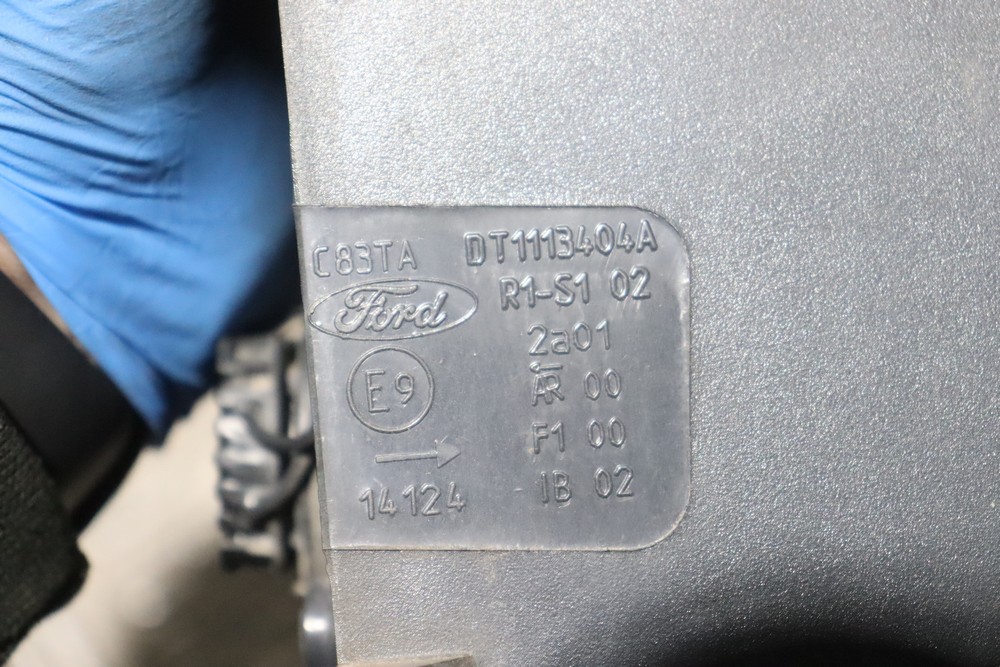 C83TA DT1113404A
Ford R1-S1 02
2a01
E9 AR 00
F1 00
14124 IB 02